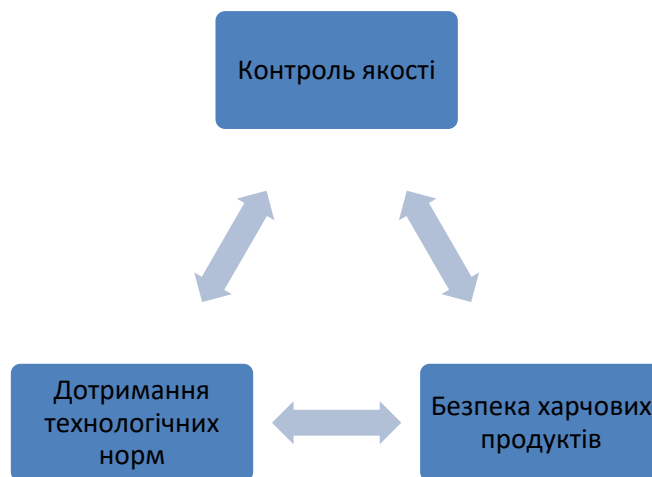 Контроль якості
Дотримання
технологічних
норм
Безпека харчових
продуктів